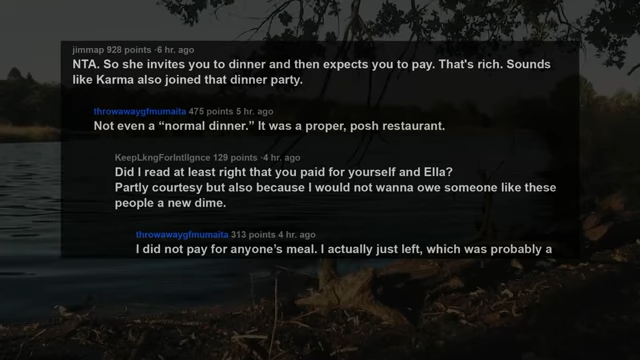 jimmap 928 points ·6 hr. ago
NTA. So she invites you to dinner and then expects you to pay. That's rich. Sounds
like Karma also joined that dinner party.
throwawaygfmumaita 475 points 5 hr. ago
Not even a “normal dinner.” It was a proper, posh restaurant.
KeepLkngForIntllgnce 129 points ·4 hr. ago
Did I read at least right that you paid for yourself and Ella?
Partly courtesy but also because I would not wanna owe someone like these
people a new dime.
throwawaygfmumaita 313 points 4 hr. ago
I did not pay for anyone’s meal. I actually just left, which was probably a